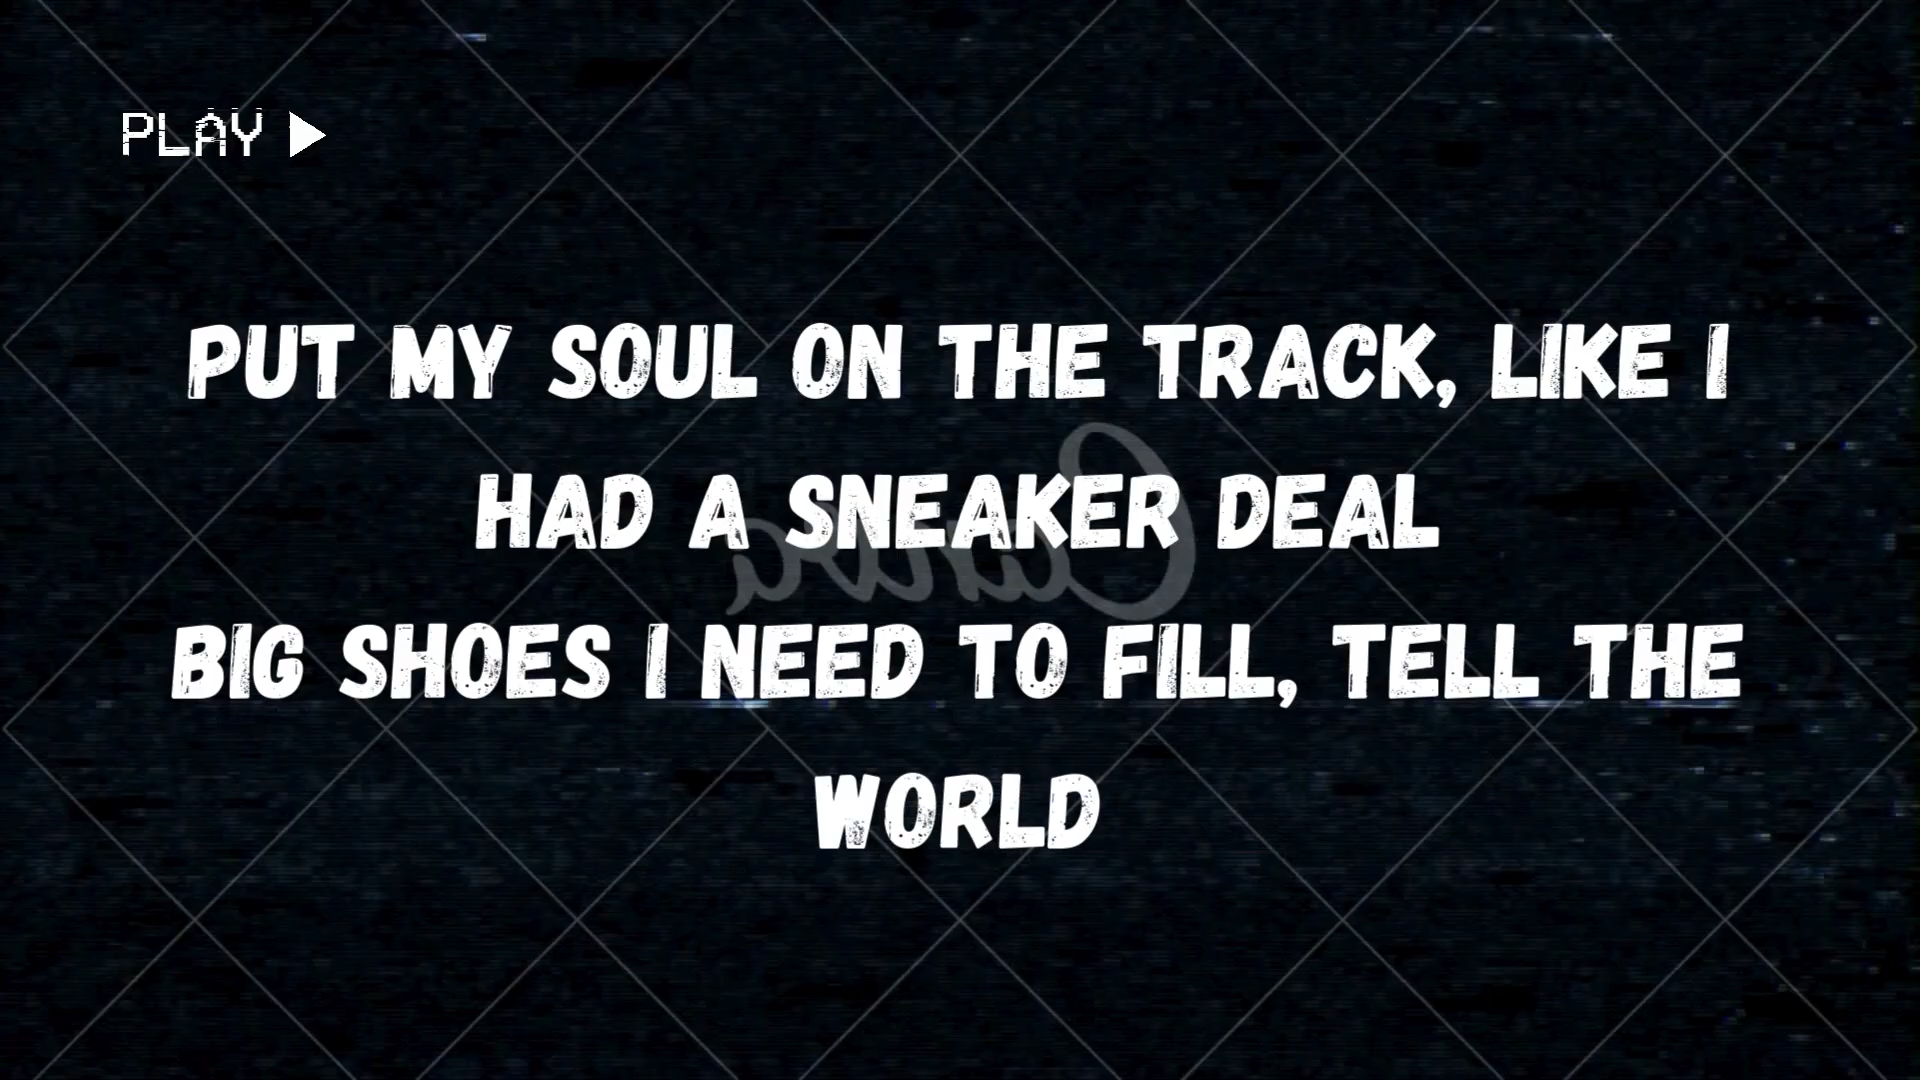 PLAY
PUT MY SOUL ON THE TRACK, LIKE I
HAD A SNEAKER DEAL
Canva
BIG SHOES I NEED TO FILL, TELL THE
WORLD